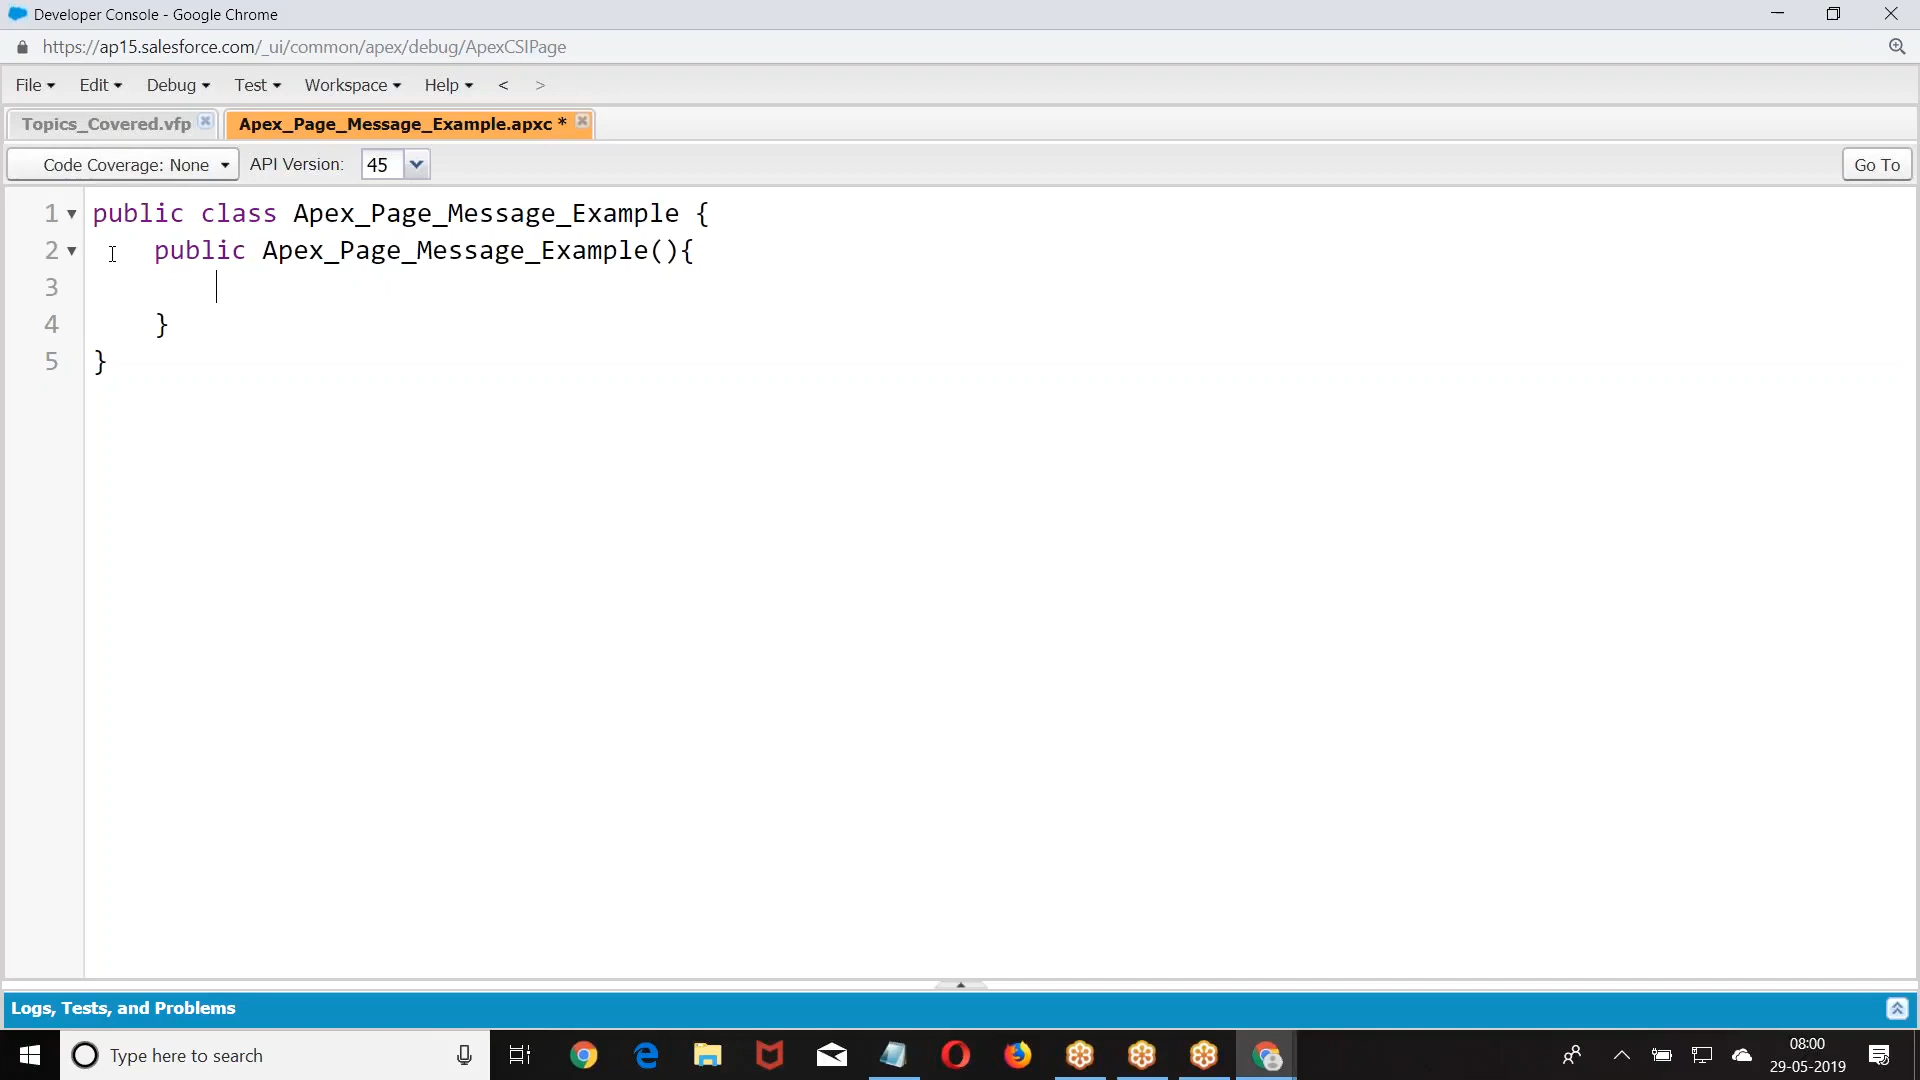 Developer Console - Google Chrome
https://ap15.salesforce.com/_ui/common/apex/debug/ApexCSIPage
File Edit Debug Test Workspace Help < >
Topics_Covered.vfp Apex_Page_Message_Example.apxc *
Code Coverage: None API Version: 45 Go To
1 public class Apex_Page_Message_Example {
2 public Apex_Page_Message_Example(){
3
4 }
5 }
Logs, Tests, and Problems
Type here to search
08:00
29-05-2019